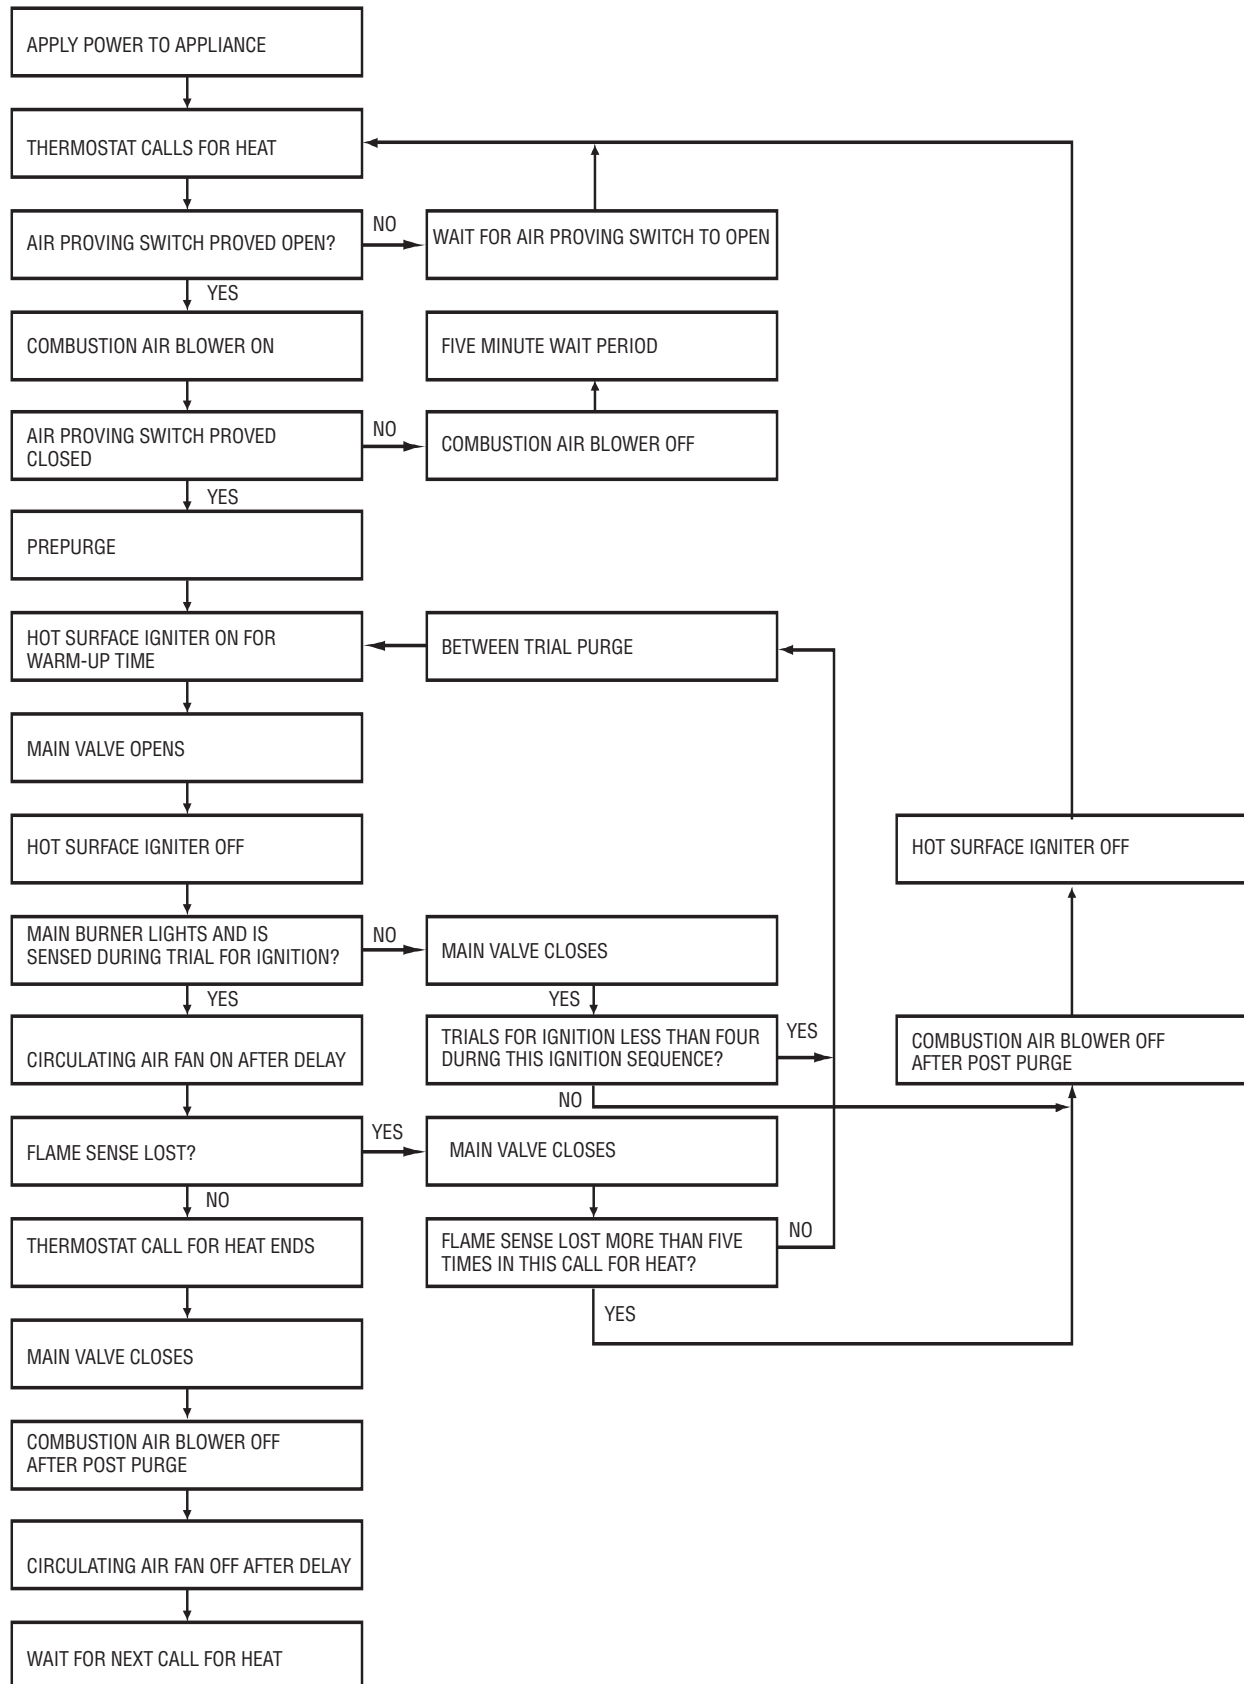 APPLY POWER TO APPLIANCE
THERMOSTAT CALLS FOR HEAT
AIR PROVING SWITCH PROVED OPEN?
NO
WAIT FOR AIR PROVING SWITCH TO OPEN
YES
COMBUSTION AIR BLOWER ON
FIVE MINUTE WAIT PERIOD
AIR PROVING SWITCH PROVED
CLOSED
NO
COMBUSTION AIR BLOWER OFF
YES
PREPURGE
HOT SURFACE IGNITER ON FOR
WARM-UP TIME
BETWEEN TRIAL PURGE
MAIN VALVE OPENS
HOT SURFACE IGNITER OFF
HOT SURFACE IGNITER OFF
MAIN BURNER LIGHTS AND IS
SENSED DURING TRIAL FOR IGNITION?
NO
MAIN VALVE CLOSES
YES
YES
CIRCULATING AIR FAN ON AFTER DELAY
TRIALS FOR IGNITION LESS THAN FOUR
DURNG THIS IGNITION SEQUENCE?
YES
COMBUSTION AIR BLOWER OFF
AFTER POST PURGE
NO
FLAME SENSE LOST?
YES
MAIN VALVE CLOSES
NO
THERMOSTAT CALL FOR HEAT ENDS
FLAME SENSE LOST MORE THAN FIVE
TIMES IN THIS CALL FOR HEAT?
NO
YES
MAIN VALVE CLOSES
COMBUSTION AIR BLOWER OFF
AFTER POST PURGE
CIRCULATING AIR FAN OFF AFTER DELAY
WAIT FOR NEXT CALL FOR HEAT